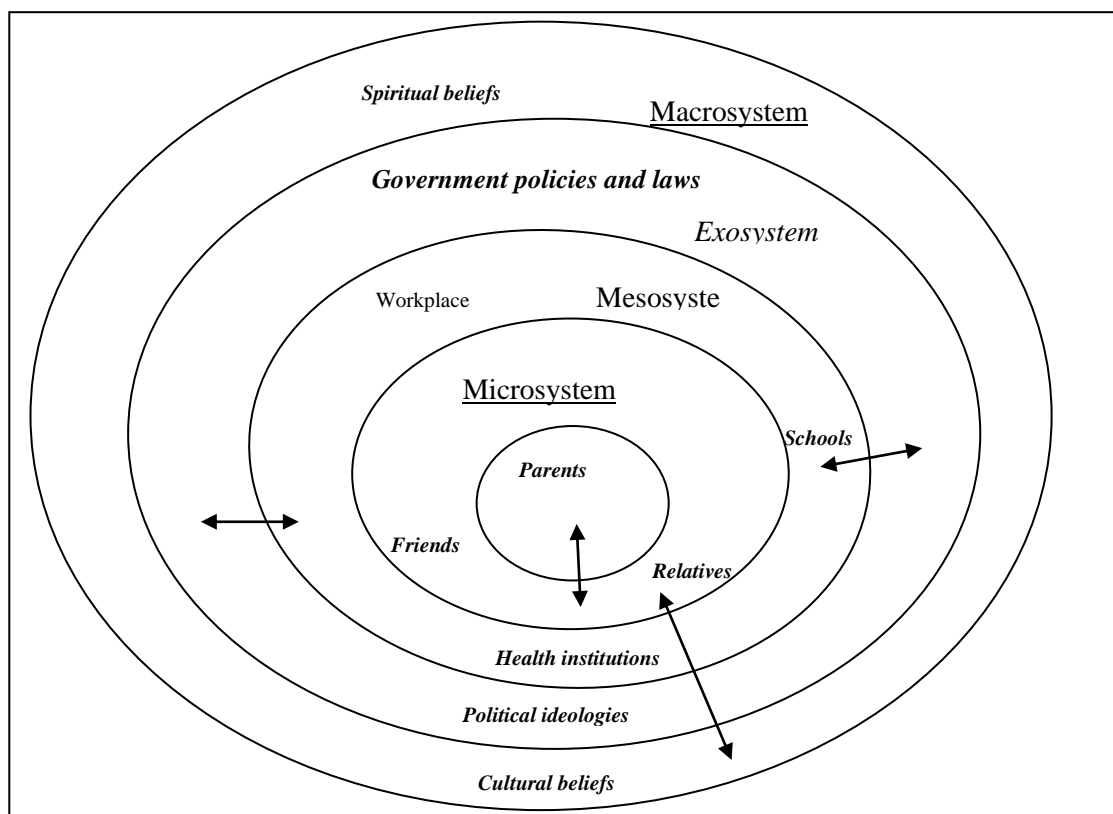 Spiritual beliefs
Macrosystem
Government policies and laws
Exosystem
Workplace
Mesosyste
Microsystem
Schools
Parents
Friends
Relatives
Health institutions
Political ideologies
Cultural beliefs